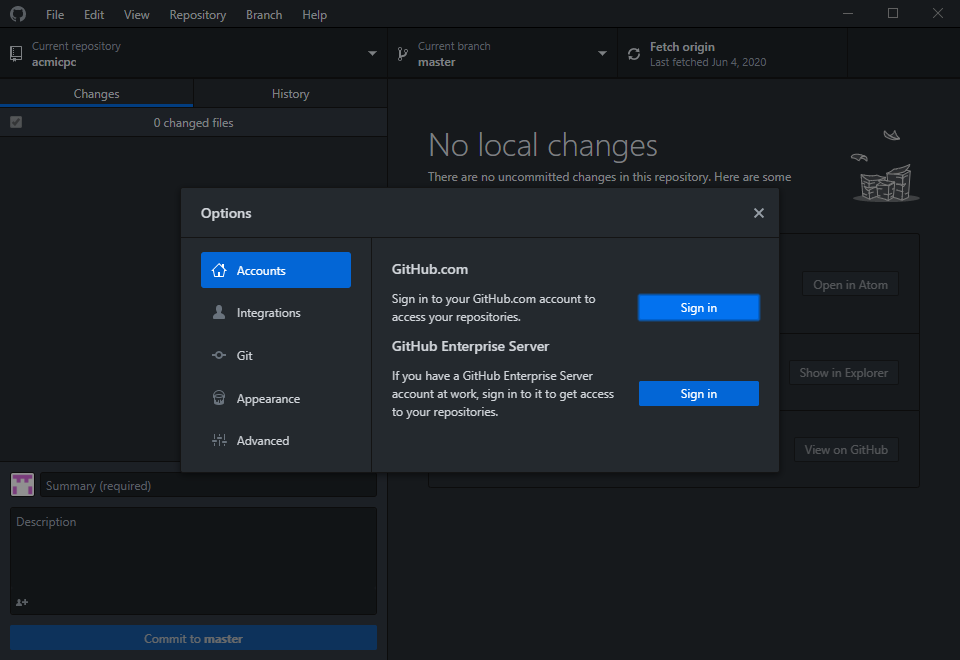 File Edit View Repository Branch Help
Current repository
acmicpc
Current branch
master
Fetch origin
Last fetched Jun 4, 2020
Changes
History
0 changed files
No local changes
There are no uncommitted changes in this repository. Here are some
Options
Accounts
Integrations
Git
Appearance
Advanced
GitHub.com
Sign in to your GitHub.com account to
access your repositories.
Sign in
GitHub Enterprise Server
If you have a GitHub Enterprise Server
account at work, sign in to it to get access
to your repositories.
Sign in
Open in Atom
Show in Explorer
View on GitHub
Summary (required)
Description
Commit to master